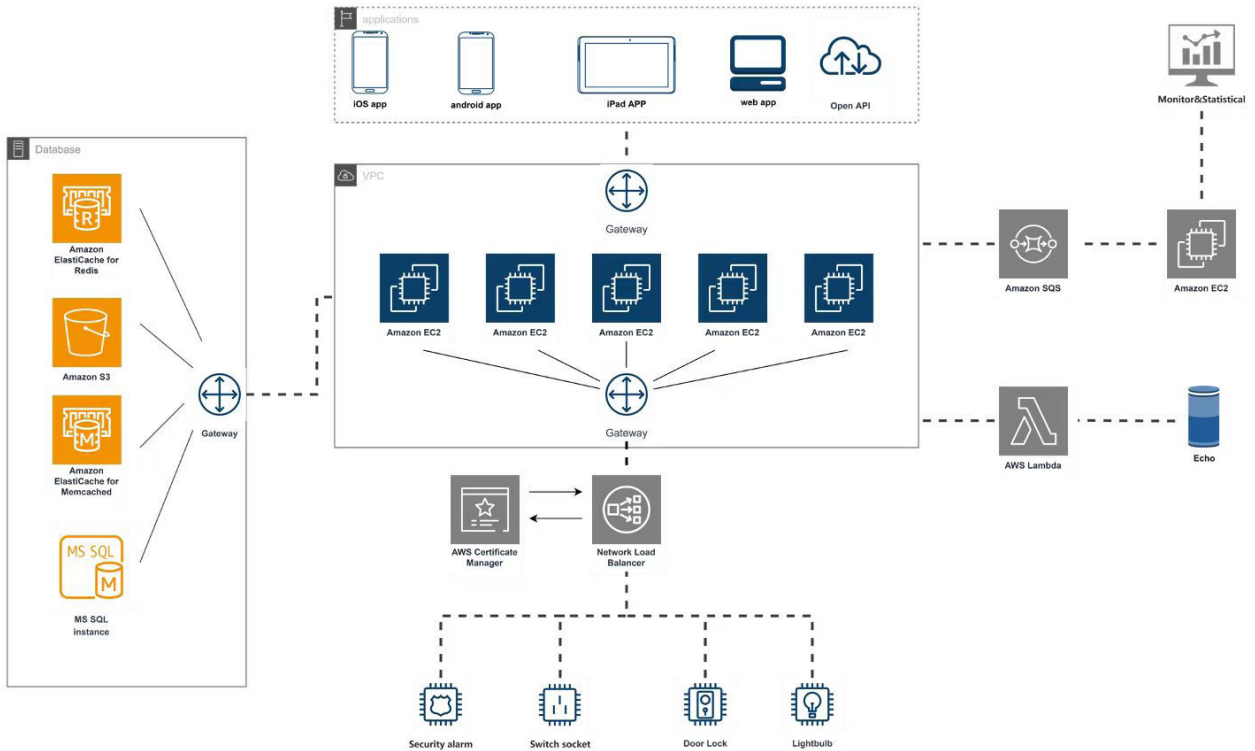 applications
iOS app
android app
iPad APP
web app
Open API
Monitor&Statistical
Database
Amazon
ElastiCache for
Redis
Amazon S3
Amazon
ElastiCache for
Memcached
MS SQL
MS SQL
instance
Gateway
VPC
Gateway
Amazon EC2
Amazon EC2
Amazon EC2
Amazon EC2
Amazon EC2
Gateway
Amazon SQS
Amazon EC2
AWS Lambda
Echo
AWS Certificate
Manager
Network Load
Balancer
Security alarm
Switch socket
Door Lock
Lightbulb
R
M
M